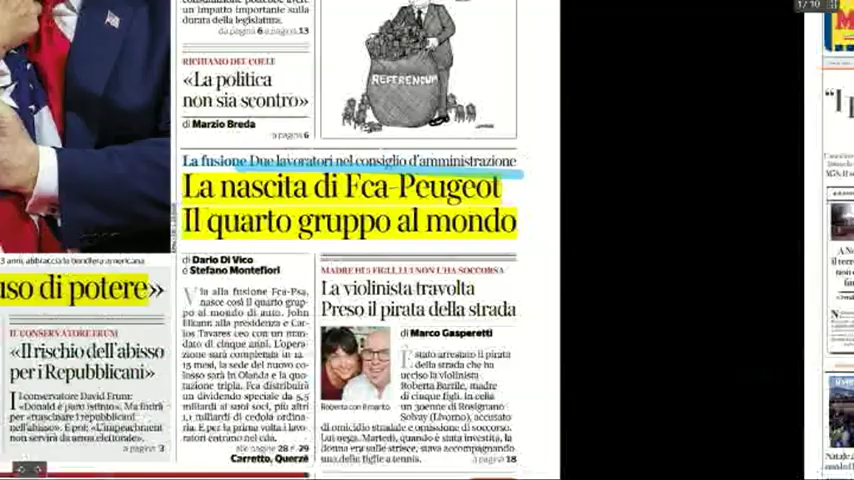 un impatto importante sulla
durata della legislatura.
da pagina 6 a pagina 13
RICHIAMO DEL COLLE
«La politica
non sia scontro»
di Marzio Breda
a pagina 6
REFERENDUM
La fusione Due lavoratori nel consiglio d'amministrazione
La nascita di Fca-Peugeot
Il quarto gruppo al mondo
3 anni, abbraccia la bandiera americana
uso di potere»
IL CONSERVATORE FRUM
«Il rischio dell'abisso
per i Repubblicani»
Il conservatore David Frum:
«Donald è puro istinto». Ma finirà
per «trascinare i repubblicani
nell'abisso». E poi: «L'impeachment
non servirà da arma elettorale».
a pagina 3
di Dario Di Vico
e Stefano Montefiori
Via alla fusione Fca-Psa,
nasce così il quarto grup-
po al mondo di auto. John
Elkann alla presidenza e Car-
los Tavares ceo con un man-
dato di cinque anni. L'opera-
zione sarà completata in 12-
15 mesi, la sede del nuovo co-
losso sarà in Olanda e la quo-
tazione tripla. Fca distribuirà
un dividendo speciale da 5,5
miliardi ai suoi soci, più altri
1,1 miliardi di cedola ordina-
ria. E per la prima volta i lavo-
ratori entrano nel cda.
alle pagine 28 e 29
Carretto, Querzè
MADRE DI 5 FIGLI, LUI NON L'HA SOCCORSA
La violinista travolta
Preso il pirata della strada
Roberta con il marito
di Marco Gasperetti
È stato arrestato il pirata
della strada che ha
ucciso la violinista
Roberta Barrile, madre
di cinque figli. In cella
un 30enne di Rosignano
Solvay (Livorno), accusato
di omicidio stradale e omissione di soccorso.
Lui nega. Martedì, quando è stata investita, la
donna era sulle strisce, stava accompagnando
una delle figlie a tennis.
a pagina 18
1/10